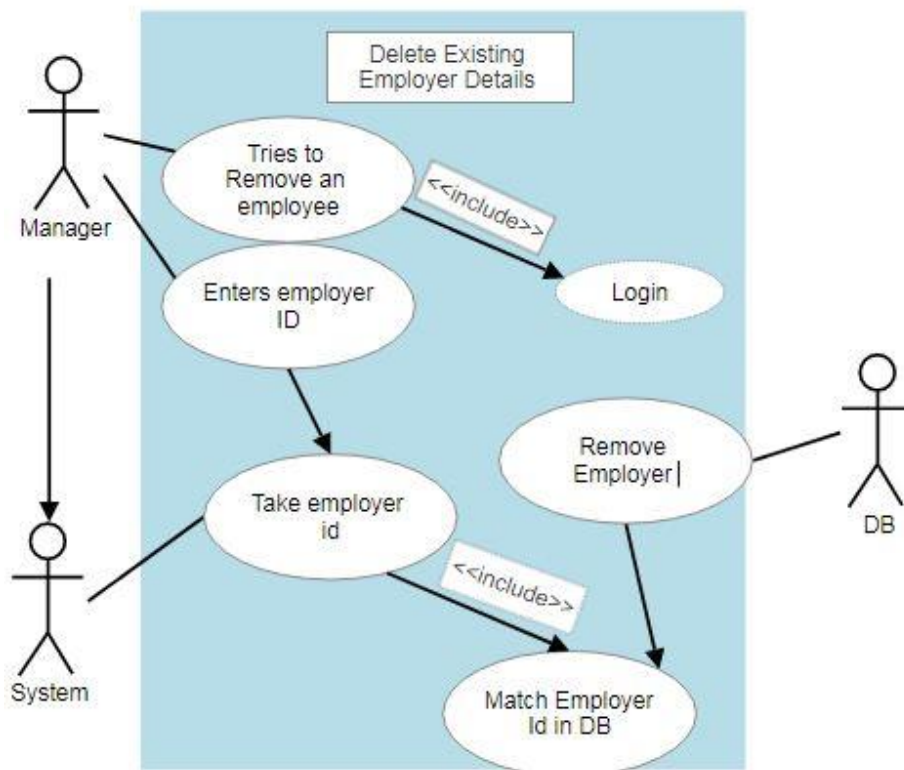 Delete Existing
Employer Details
Tries to
Remove an
employee
<<include>>
Manager
Enters employer
ID
Login
Remove
Employer
Take employer
id
DB
<<include>>
System
Match Employer
Id in DB